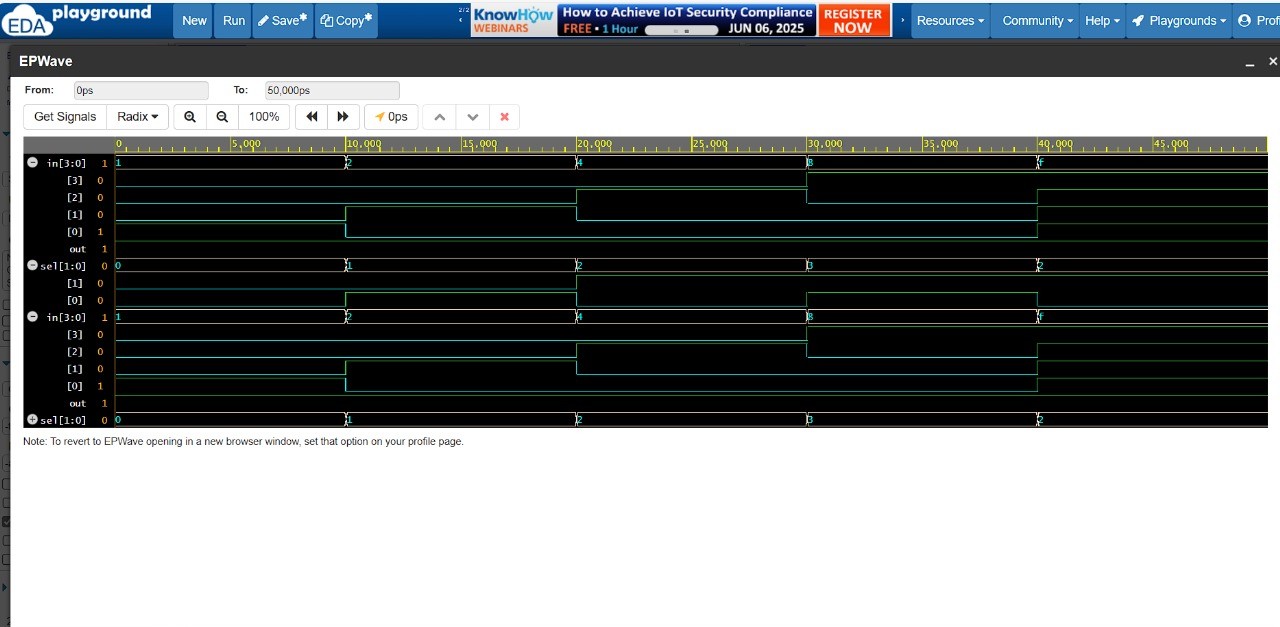 EDA playground New Run Save* Copy* KnowHow WEBINARS How to Achieve IoT Security Compliance FREE • 1 Hour JUN 06, 2025 REGISTER NOW Resources Community Help Playgrounds Prof
EPWave
From: 0ps To: 50,000ps
Get Signals Radix 100% 0ps
0 5,000 10,000 15,000 20,000 25,000 30,000 35,000 40,000 45,000
in[3:0] 1 1 2 4 8 f
[3] 0
[2] 0
[1] 0
[0] 1
out 1
sel[1:0] 0 0 1 2 3 2
[1] 0
[0] 0
in[3:0] 1 1 2 4 8 f
[3] 0
[2] 0
[1] 0
[0] 1
out 1
sel[1:0] 0 0 1 2 3 2
Note: To revert to EPWave opening in a new browser window, set that option on your profile page.